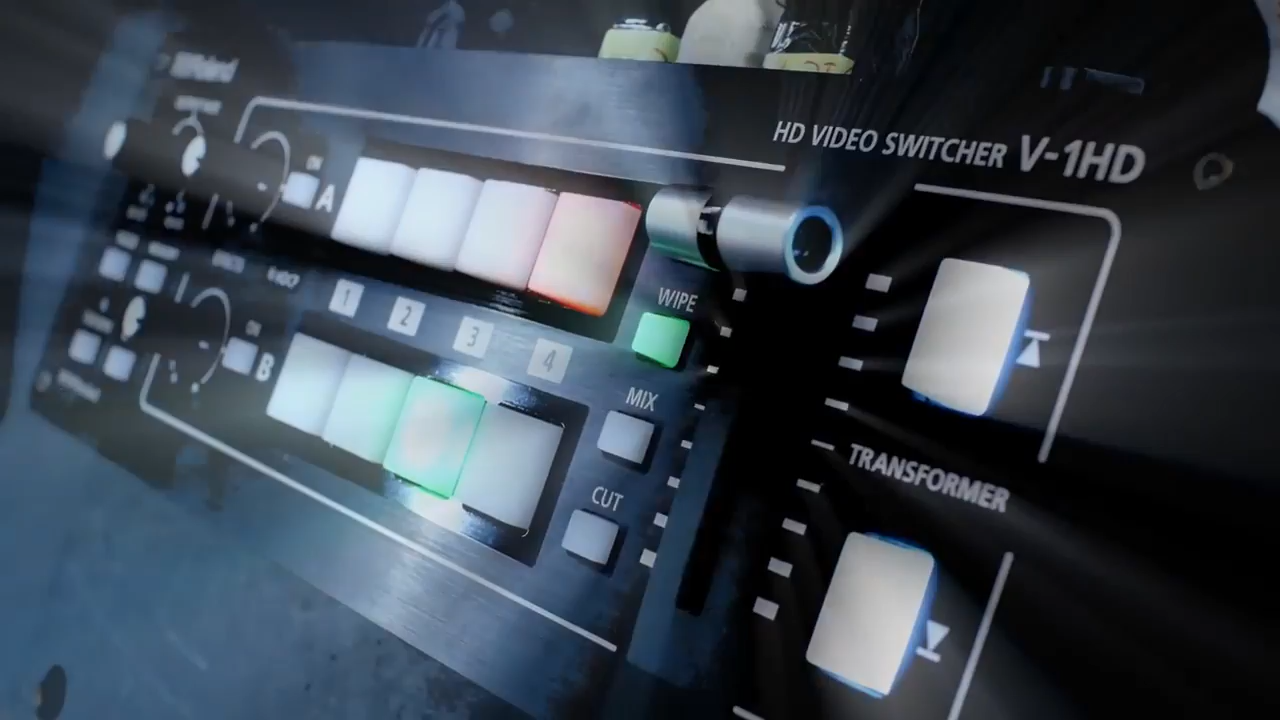 Roland
HD VIDEO SWITCHER V-1HD
A
1 2 3 4
WIPE
B
MIX
CUT
TRANSFORMER